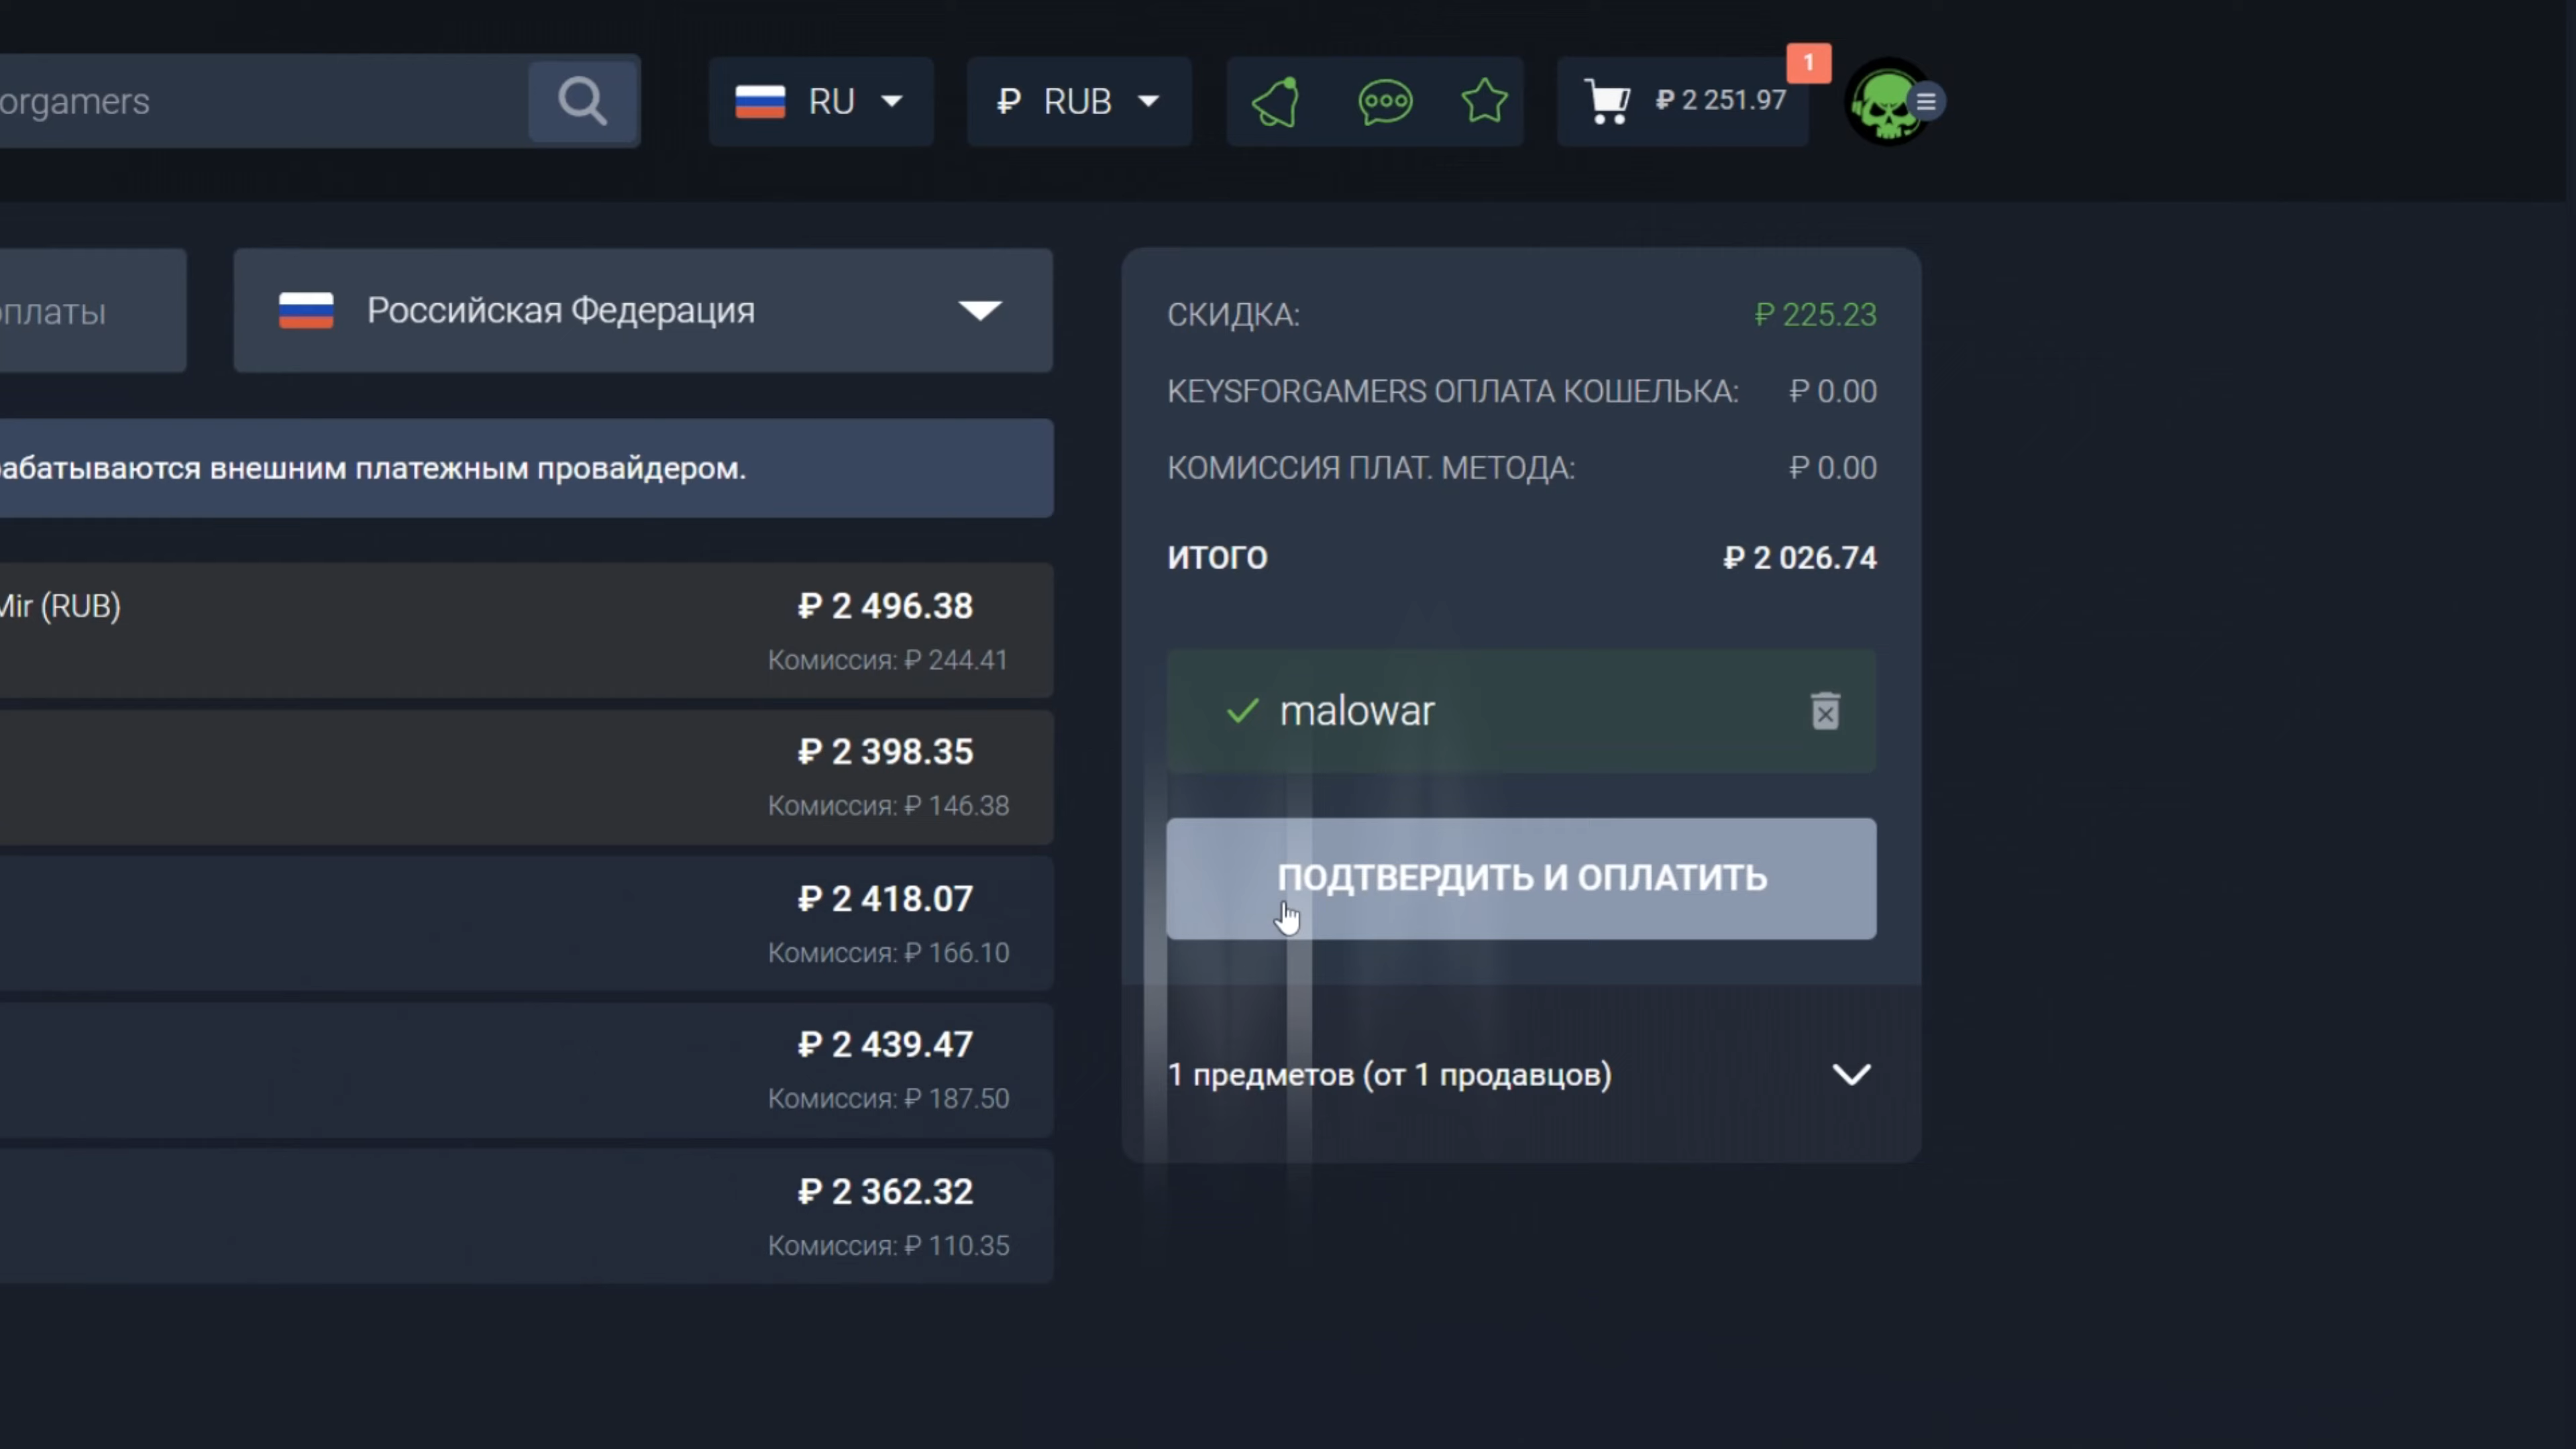 orgamers
RU
₽ RUB
₽ 2 251.97
1
оплаты
Российская Федерация
абатываются внешним платежным провайдером.
Mir (RUB)
₽ 2 496.38
Комиссия: ₽ 244.41
₽ 2 398.35
Комиссия: ₽ 146.38
₽ 2 418.07
Комиссия: ₽ 166.10
₽ 2 439.47
Комиссия: ₽ 187.50
₽ 2 362.32
Комиссия: ₽ 110.35
СКИДКА: ₽ 225.23
KEYSFORGAMERS ОПЛАТА КОШЕЛЬКА: ₽ 0.00
КОМИССИЯ ПЛАТ. МЕТОДА: ₽ 0.00
ИТОГО ₽ 2 026.74
malowar
ПОДТВЕРДИТЬ И ОПЛАТИТЬ
1 предметов (от 1 продавцов)